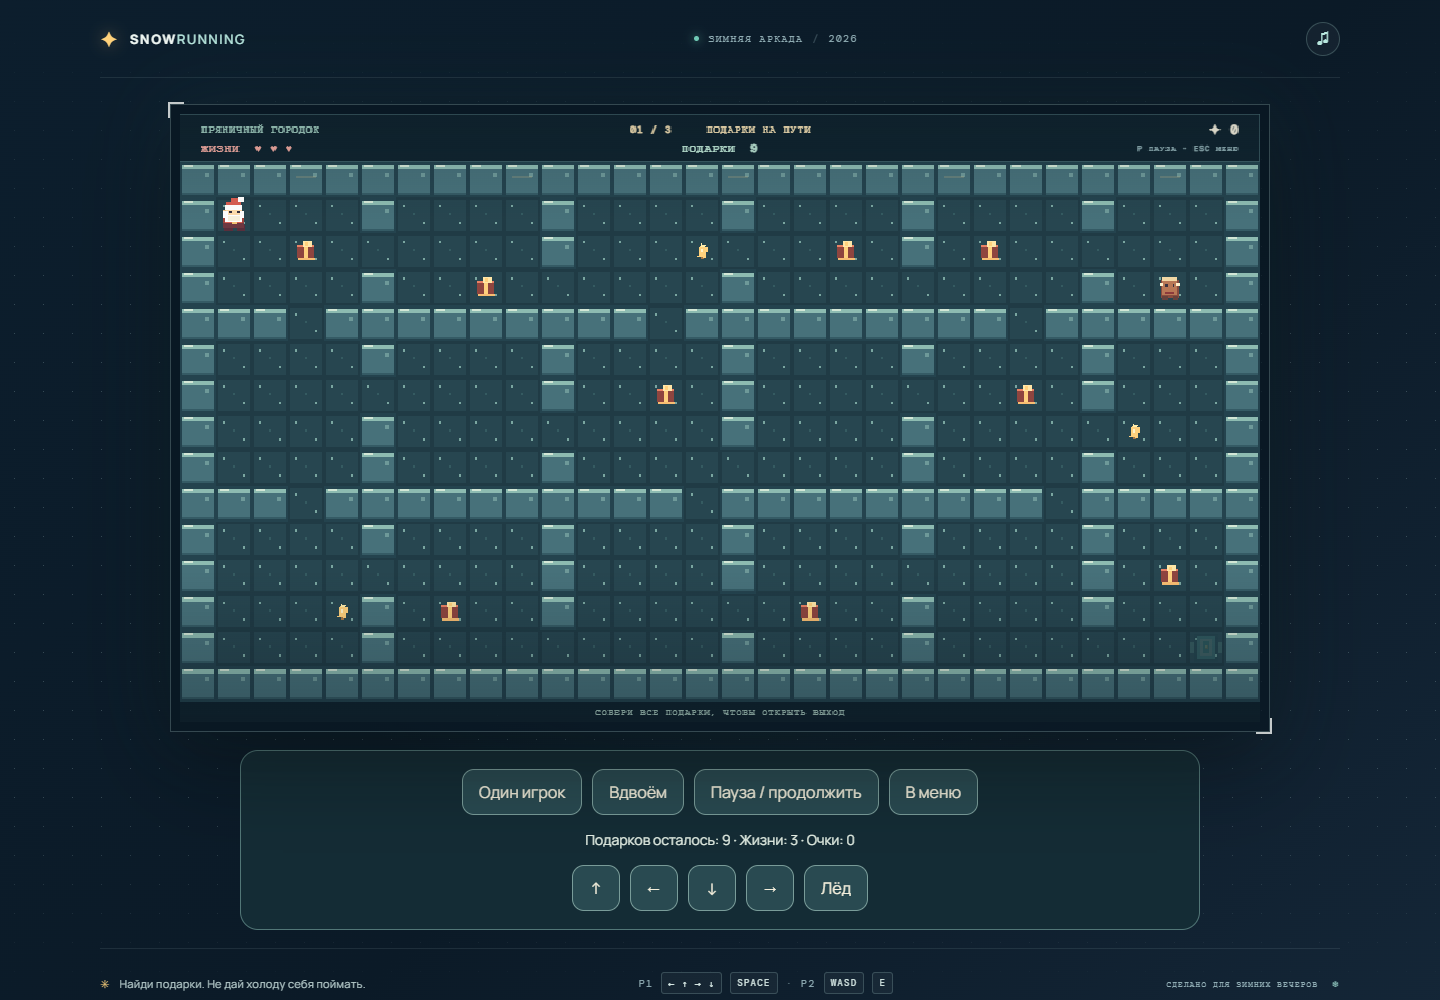 SNOWRUNNING
ЗИМНЯЯ АРКАДА / 2026
ПРЯНИЧНЫЙ ГОРОДОК
01 / 3 ПОДАРКИ НА ПУТИ
0
ЖИЗНИ
ПОДАРКИ 9
P ПАУЗА - ESC МЕНЮ
СОБЕРИ ВСЕ ПОДАРКИ, ЧТОБЫ ОТКРЫТЬ ВЫХОД
Один игрок
Вдвоём
Пауза / продолжить
В меню
Подарков осталось: 9 · Жизни: 3 · Очки: 0
↑ ← ↓ → Лёд
Найди подарки. Не дай холоду себя поймать.
P1 ← ↑ → ↓ SPACE · P2 WASD E
СДЕЛАНО ДЛЯ ЗИМНИХ ВЕЧЕРОВ